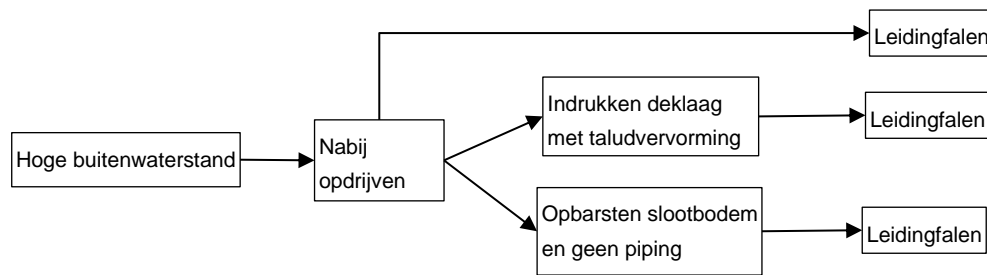 Leidingfalen
Indrukken deklaag
met taludvervorming
Leidingfalen
Hoge buitenwaterstand
Nabij
opdrijven
Opbarsten slootbodem
en geen piping
Leidingfalen